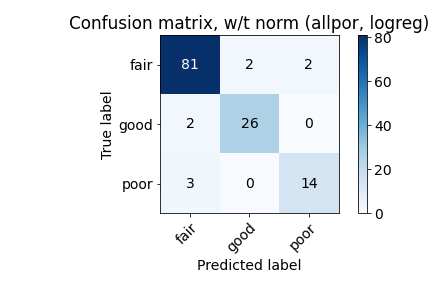 Confusion matrix, w/t norm (allpor, logreg)
True label
fair 81 2 2
good 2 26 0
poor 3 0 14
fair good poor
Predicted label
80
60
40
20
0